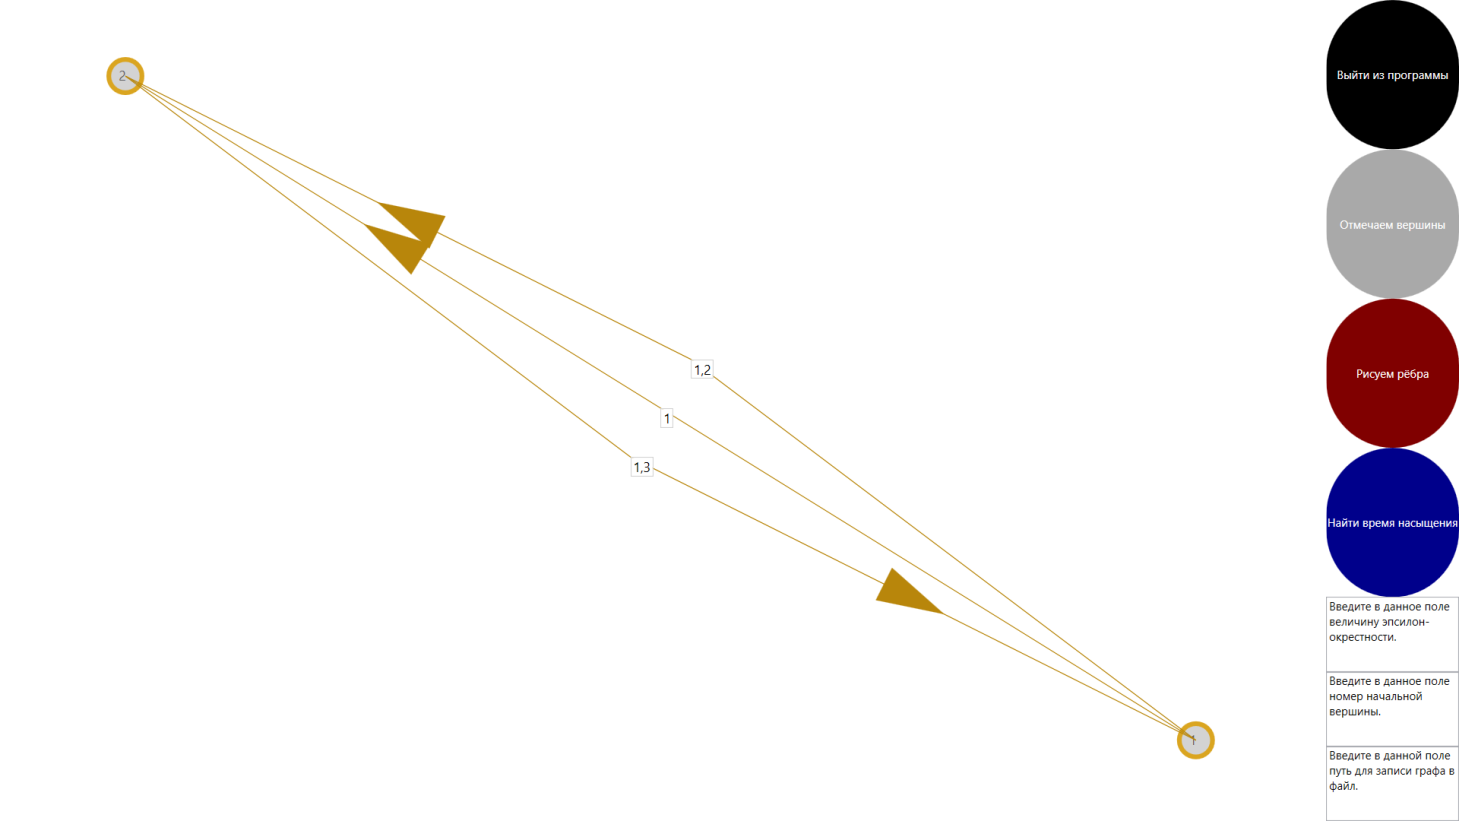 2
1,2
1
1,3
1
Выйти из программы
Отмечаем вершины
Рисуем рёбра
Найти время насыщения
Введите в данное поле
величину эпсилон-
окрестности.
Введите в данное поле
номер начальной
вершины.
Введите в данной поле
путь для записи графа в
файл.